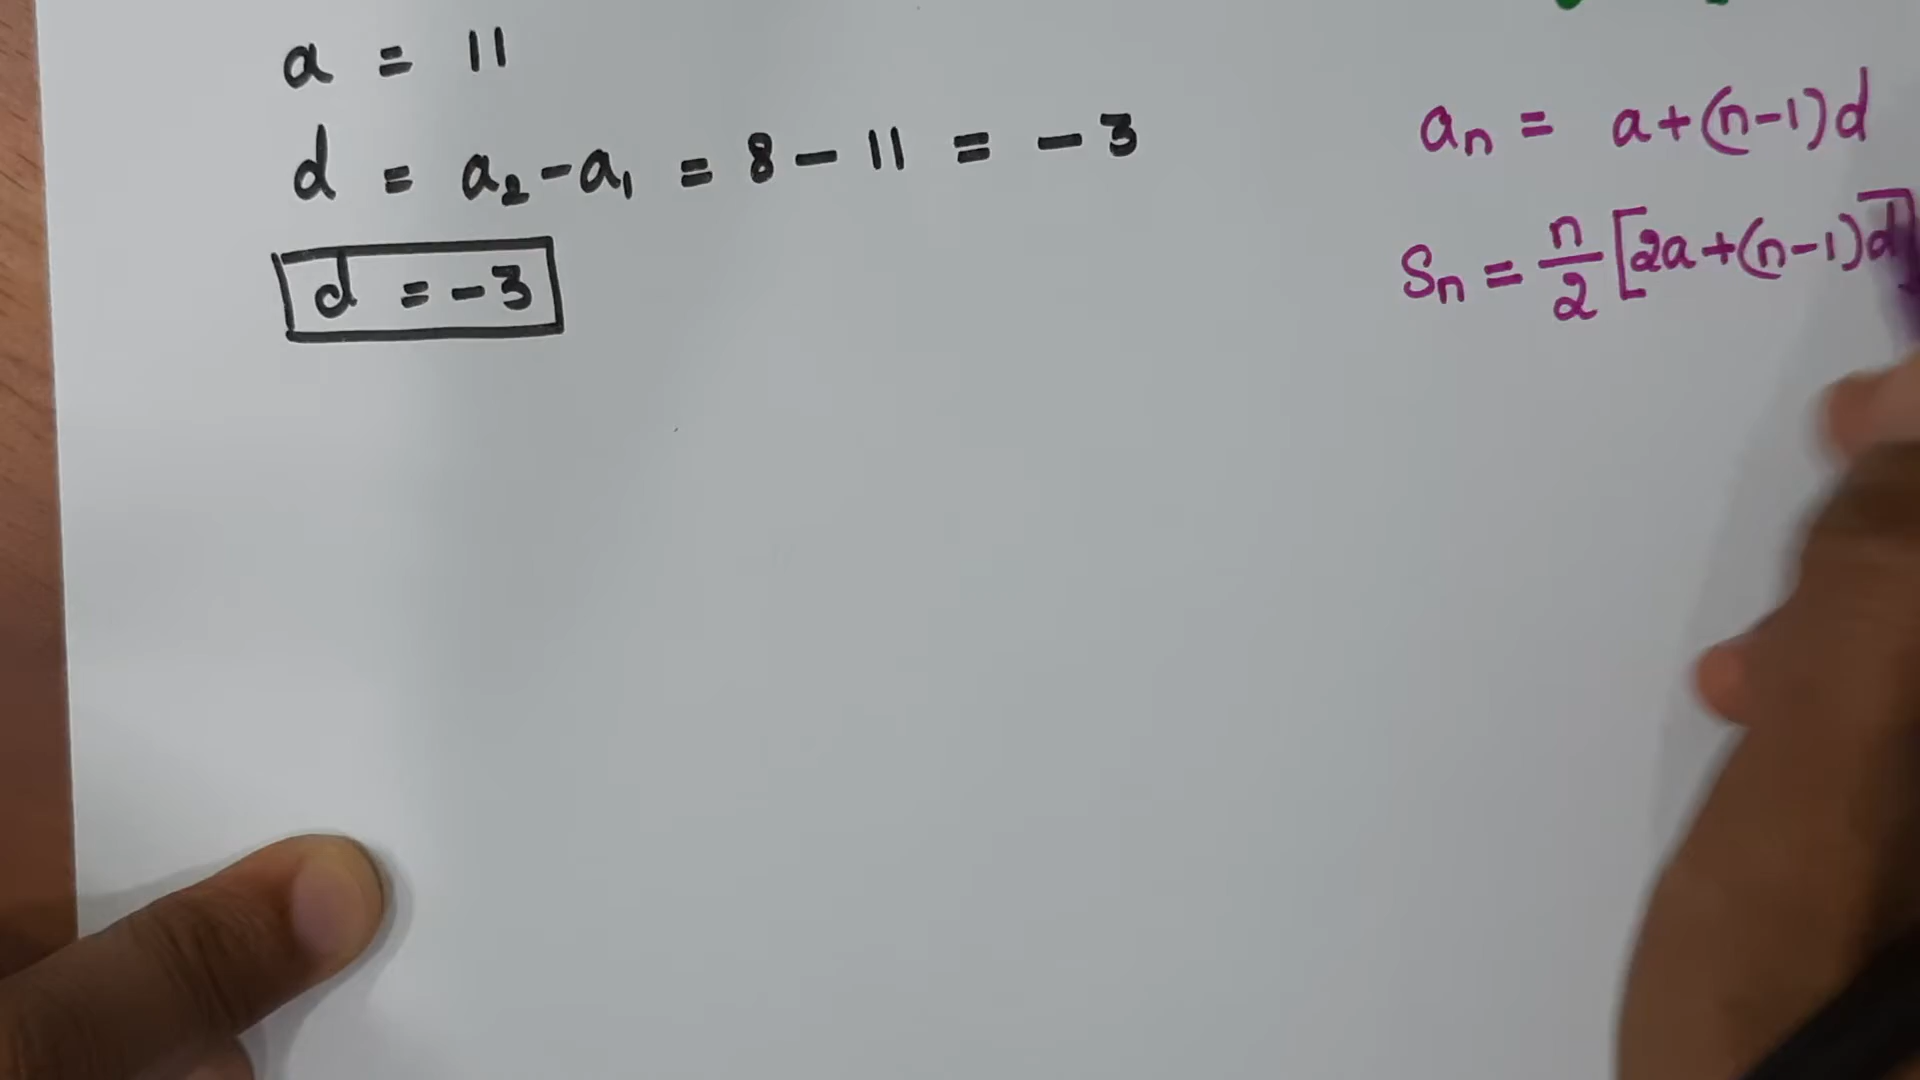 a = 11
d = a₂-a₁ = 8 - 11 = -3
d = -3
aₙ = a+(n-1)d
Sₙ = n/2 [2a+(n-1)d]